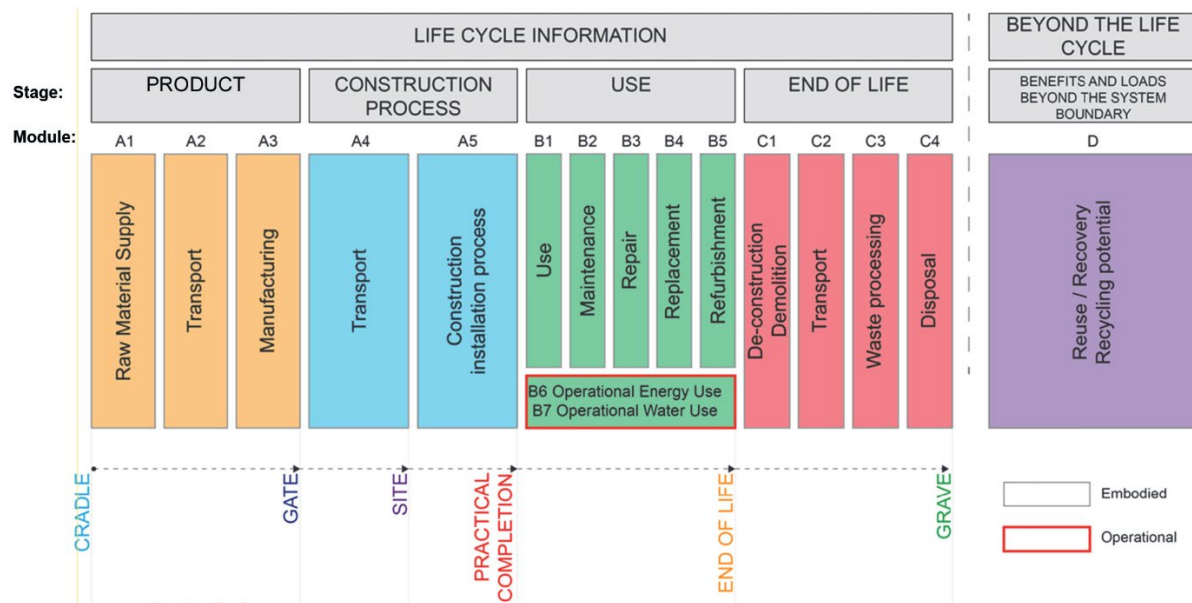 LIFE CYCLE INFORMATION
BEYOND THE LIFE
CYCLE
Stage:
PRODUCT
CONSTRUCTION
PROCESS
USE
END OF LIFE
BENEFITS AND LOADS
BEYOND THE SYSTEM
BOUNDARY
Module:
A1
A2
A3
A4
A5
B1
B2
B3
B4
B5
C1
C2
C3
C4
D
Raw Material Supply
Transport
Manufacturing
Transport
Construction
installation process
Use
Maintenance
Repair
Replacement
Refurbishment
De-construction
Demolition
Transport
Waste processing
Disposal
Reuse / Recovery
Recycling potential
B6 Operational Energy Use
B7 Operational Water Use
CRADLE
GATE
SITE
PRACTICAL
COMPLETION
END OF LIFE
GRAVE
Embodied
Operational